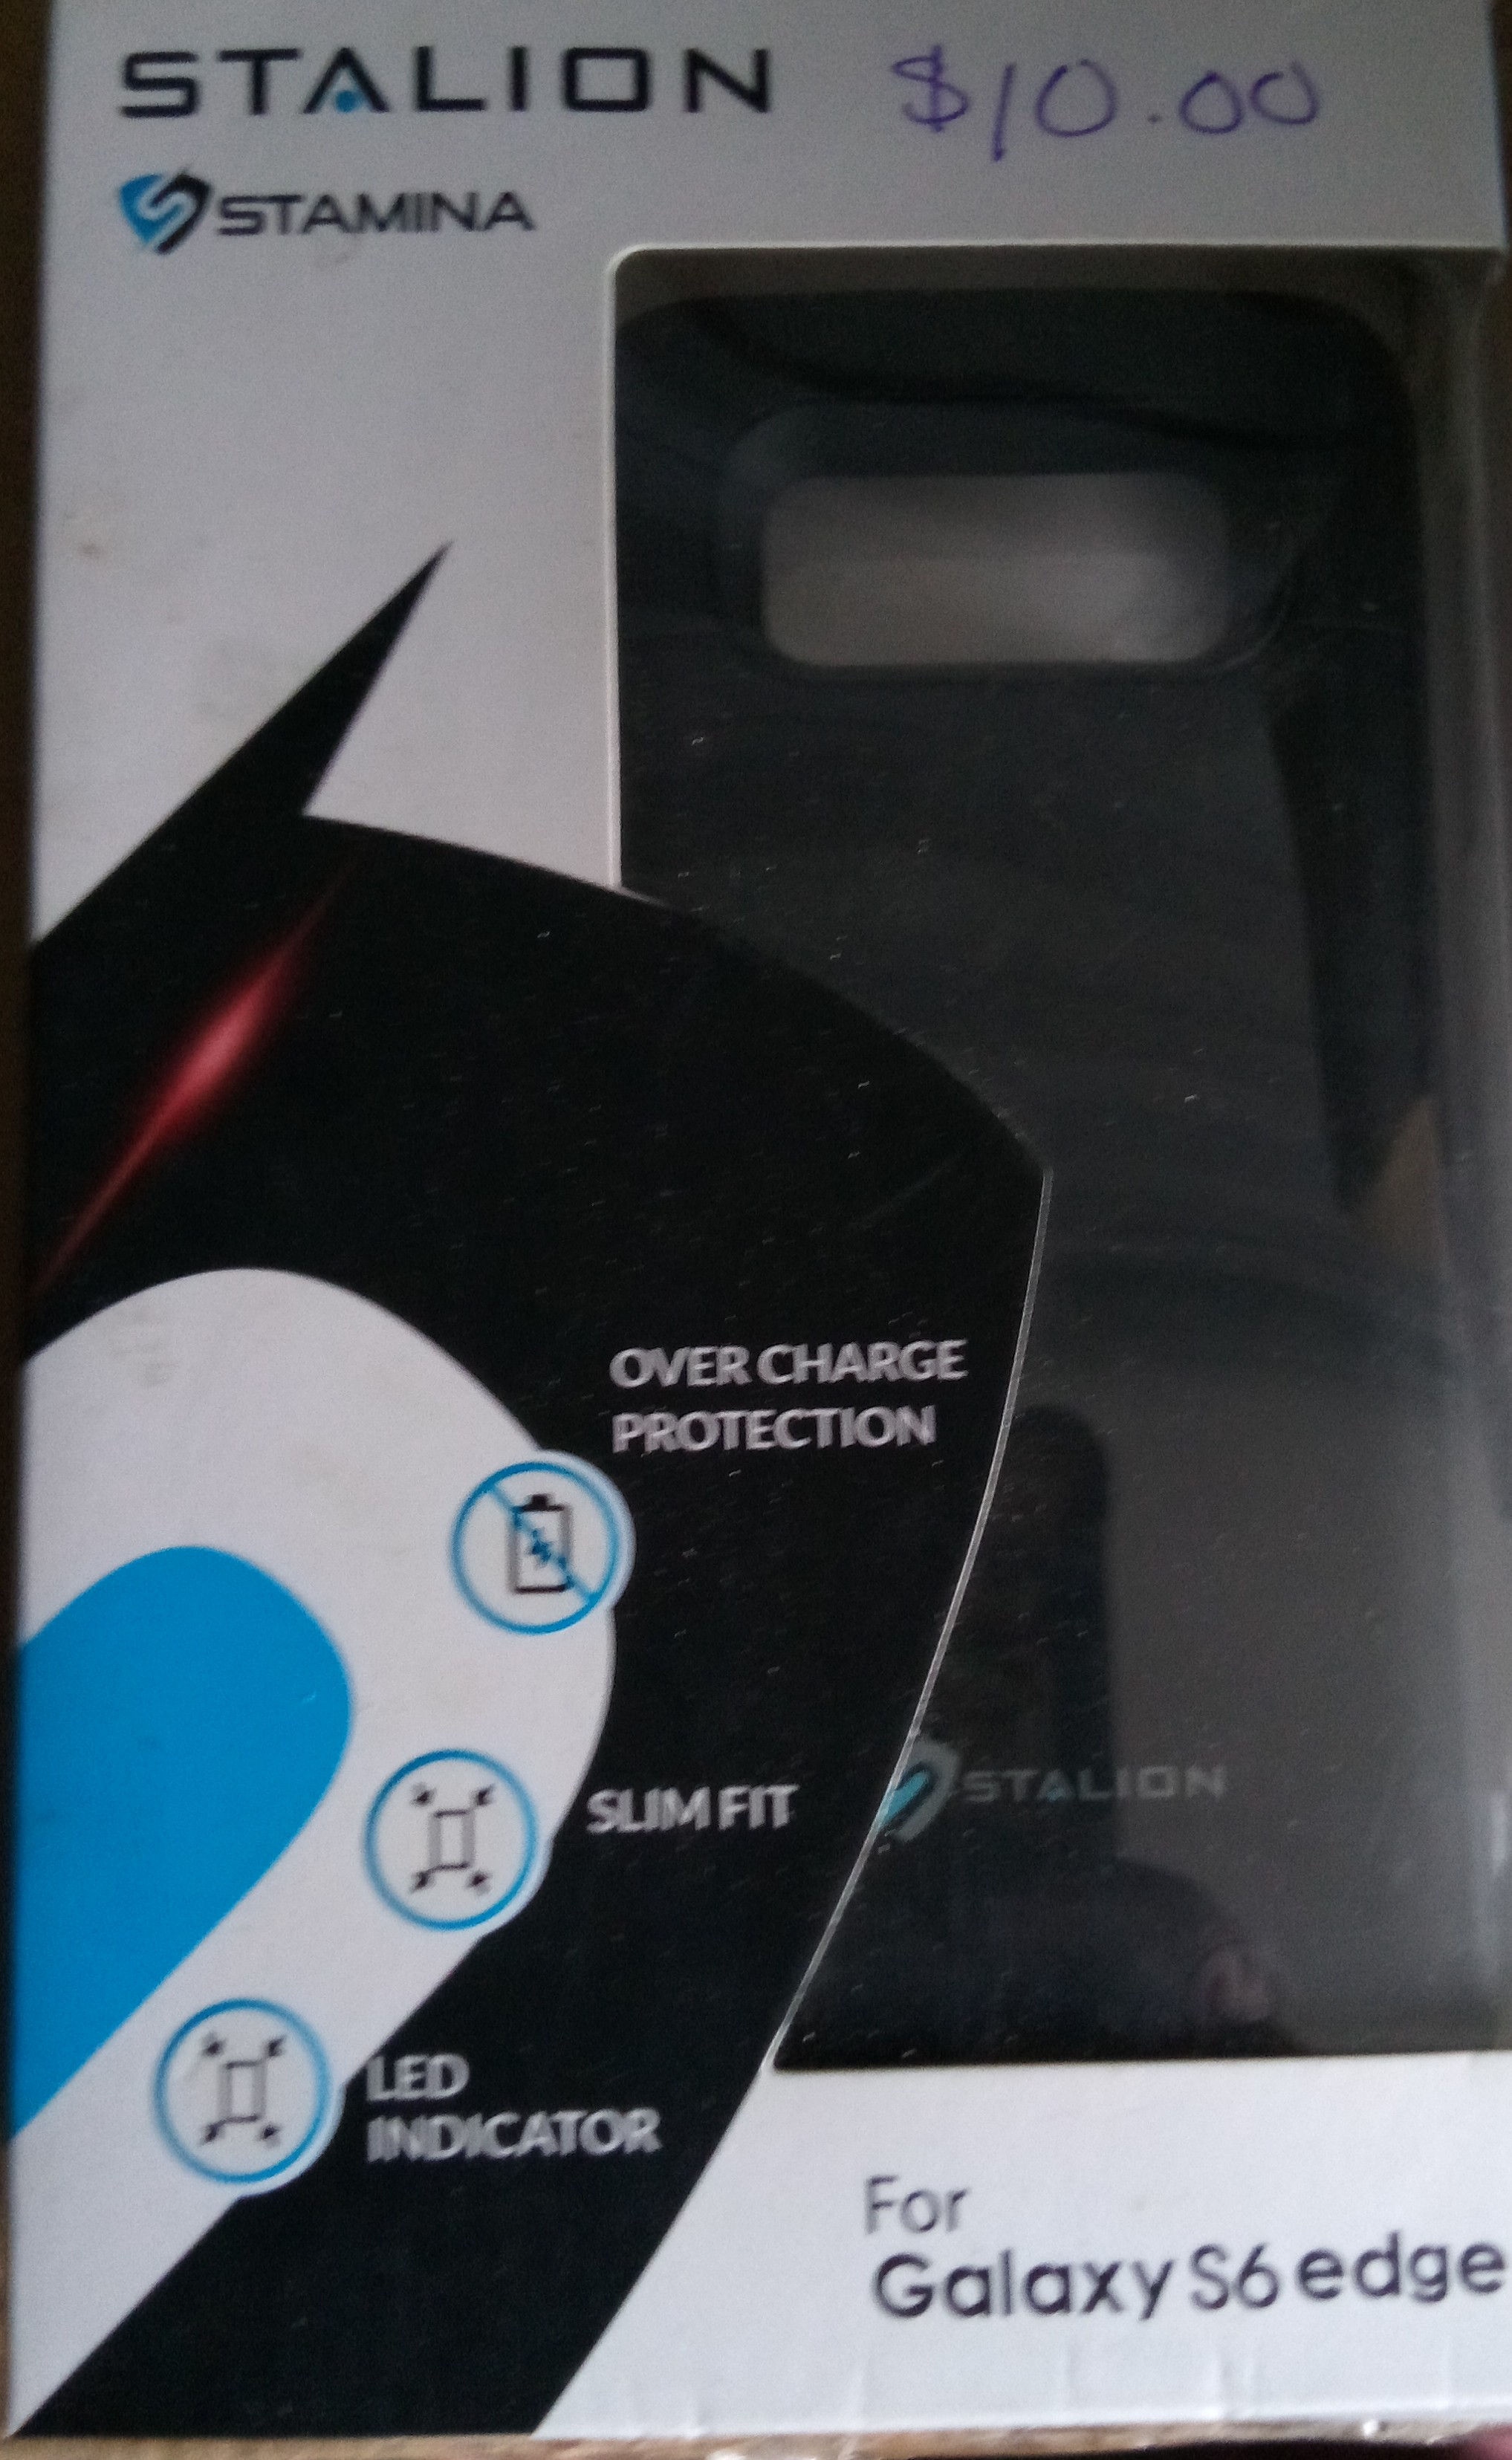 STALION $10.00
STAMINA
OVER CHARGE
PROTECTION
STALION
SLIM FIT
LED
INDICATOR
For
Galaxy S6 edge